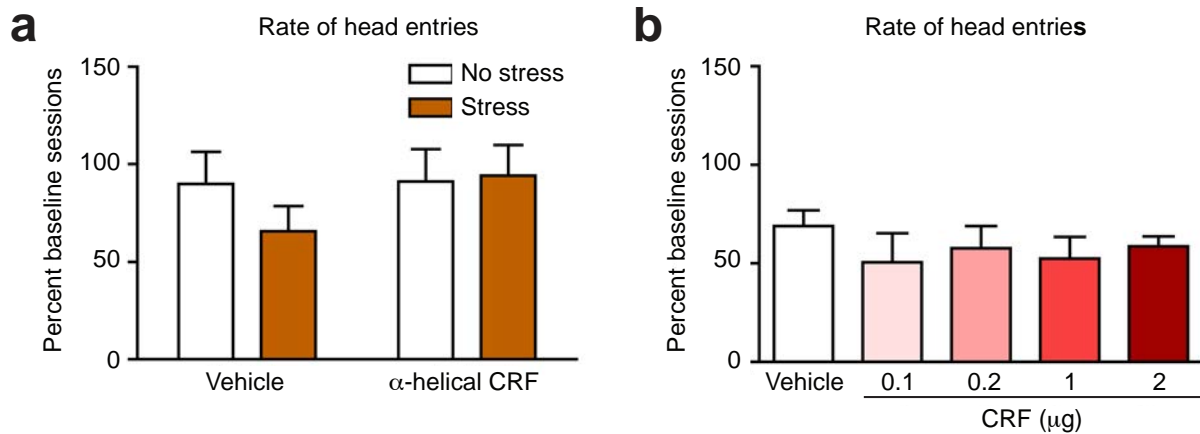 a
Rate of head entries
Percent baseline sessions
150
100
50
0
No stress
Stress
Vehicle
α-helical CRF
b
Rate of head entries
Percent baseline sessions
150
100
50
0
Vehicle
0.1
0.2
1
2
CRF (μg)